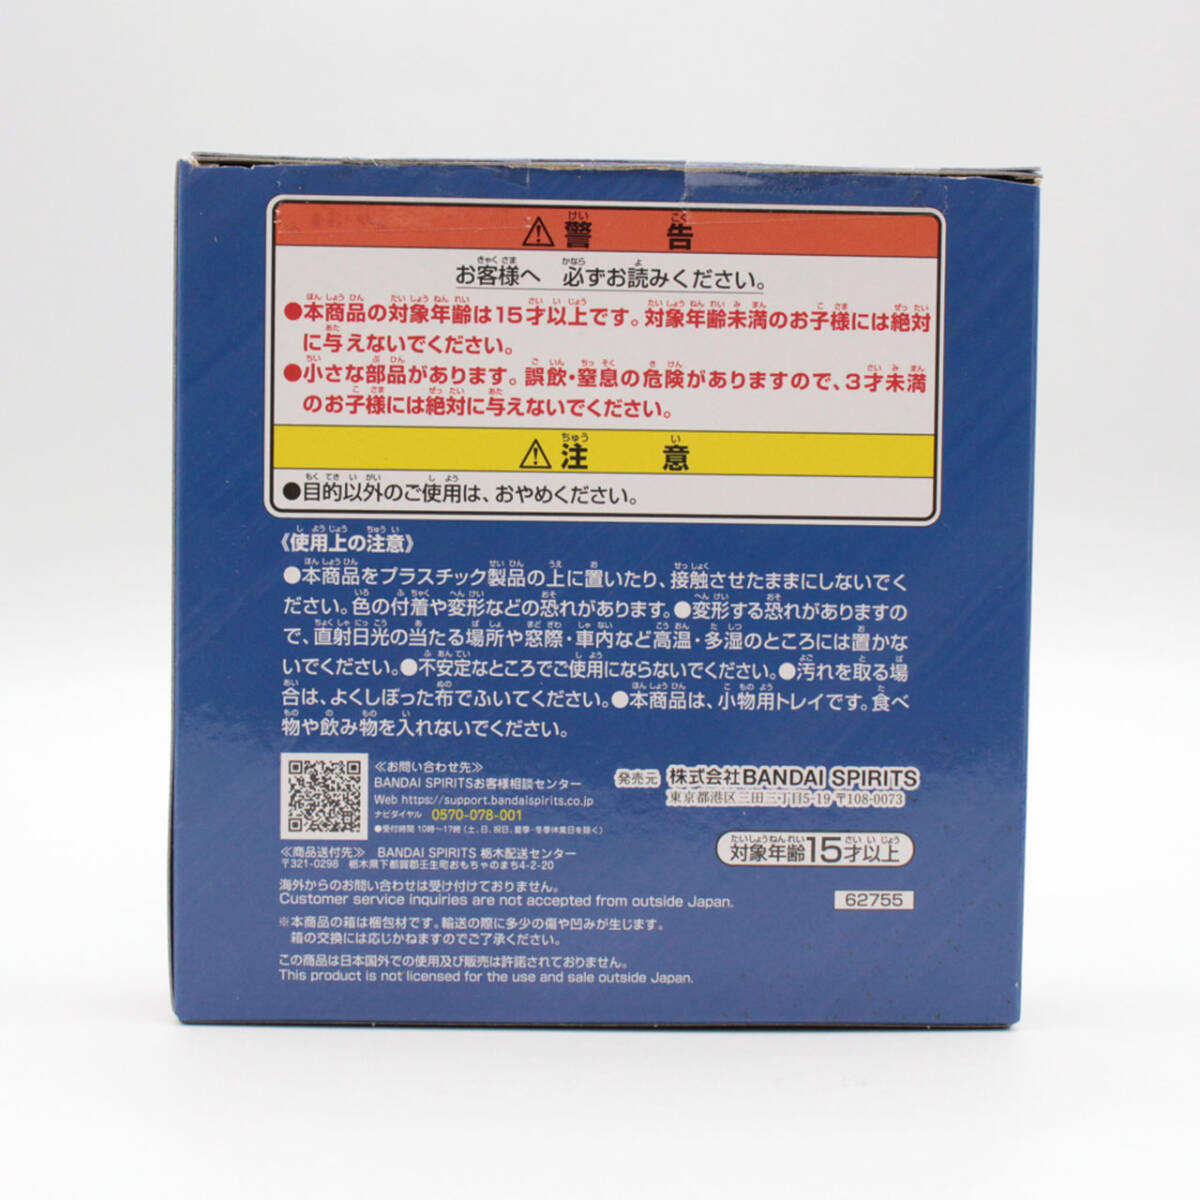 ⚠警告
お客様へ 必ずお読みください。
●本商品の対象年齢は15才以上です。対象年齢未満のお子様には絶対
に与えないでください。
●小さな部品があります。誤飲・窒息の危険がありますので、3才未満
のお子様には絶対に与えないでください。
⚠注意
●目的以外のご使用は、おやめください。
《使用上の注意》
●本商品をプラスチック製品の上に置いたり、接触させたままにしないでく
ださい。色の付着や変形などの恐れがあります。●変形する恐れがありますの
で、直射日光の当たる場所や窓際・車内など高温・多湿のところには置かな
いでください。●不安定なところでご使用にならないでください。●汚れを取る場
合は、よくしぼった布でふいてください。●本商品は、小物用トレイです。食べ
物や飲み物を入れないでください。
≪お問い合わせ先≫
BANDAI SPIRITSお客様相談センター
Web https://support.bandaispirits.co.jp
ナビダイヤル 0570-078-001
●受付時間 10時〜17時(土、日、祝日、夏季・冬季休業日を除く)
≪商品送付先≫ BANDAI SPIRITS 栃木配送センター
〒321-0298 栃木県下都賀郡壬生町おもちゃのまち4-2-20
発売元 株式会社BANDAI SPIRITS
東京都港区三田三丁目5-19 〒108-0073
対象年齢15才以上
62755
海外からのお問い合わせは受け付けておりません。
Customer service inquiries are not accepted from outside Japan.
※本商品の箱は梱包材です。輸送の際に多少の傷や凹みが生じます。
箱の交換には応じかねますのでご了承ください。
この商品は日本国外での使用及び販売は許諾されておりません。
This product is not licensed for the use and sale outside Japan.